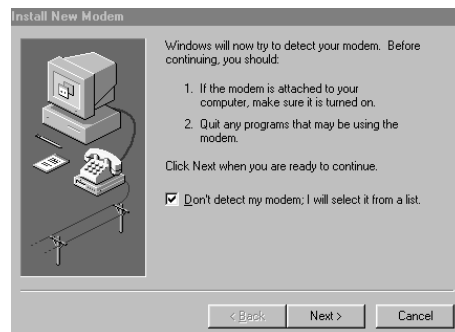 Install New Modem
Windows will now try to detect your modem. Before
continuing, you should:
1. If the modem is attached to your
computer, make sure it is turned on.
2. Quit any programs that may be using the
modem.
Click Next when you are ready to continue.
Don't detect my modem; I will select it from a list.
< Back
Next >
Cancel